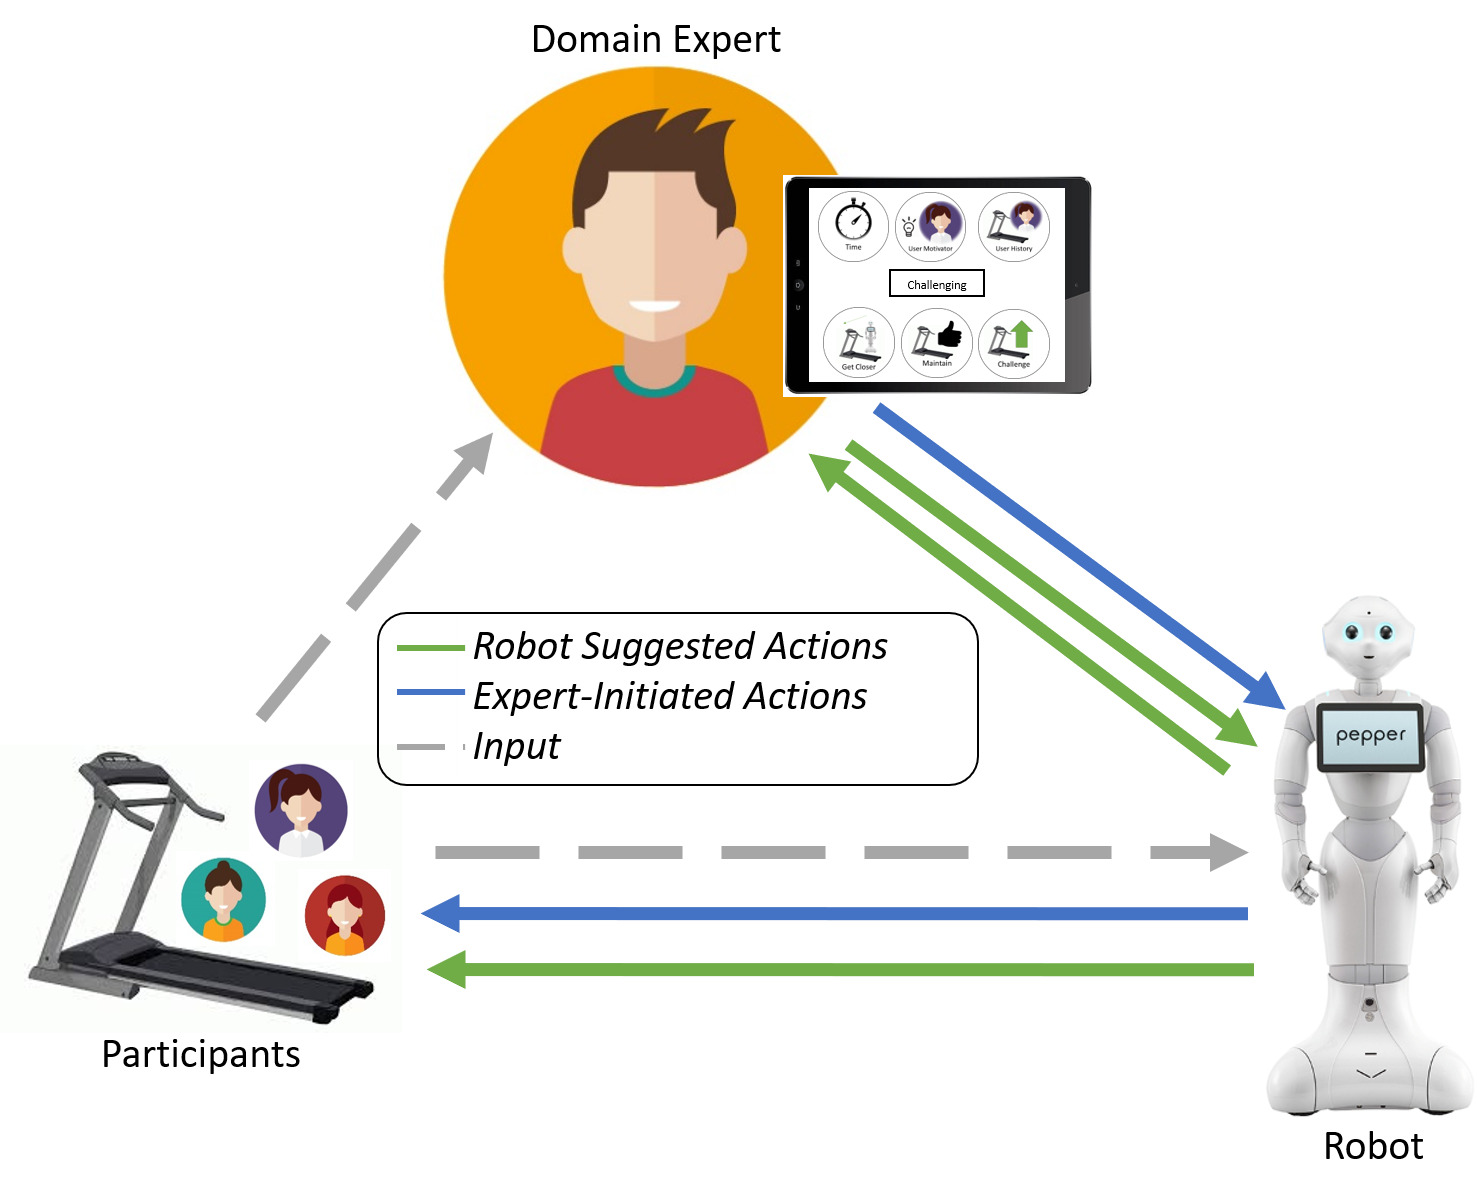 Domain Expert
Time
User Motivator
User History
Challenging
Get Closer
Maintain
Challenge
Robot Suggested Actions
Expert-Initiated Actions
Input
pepper
Participants
Robot